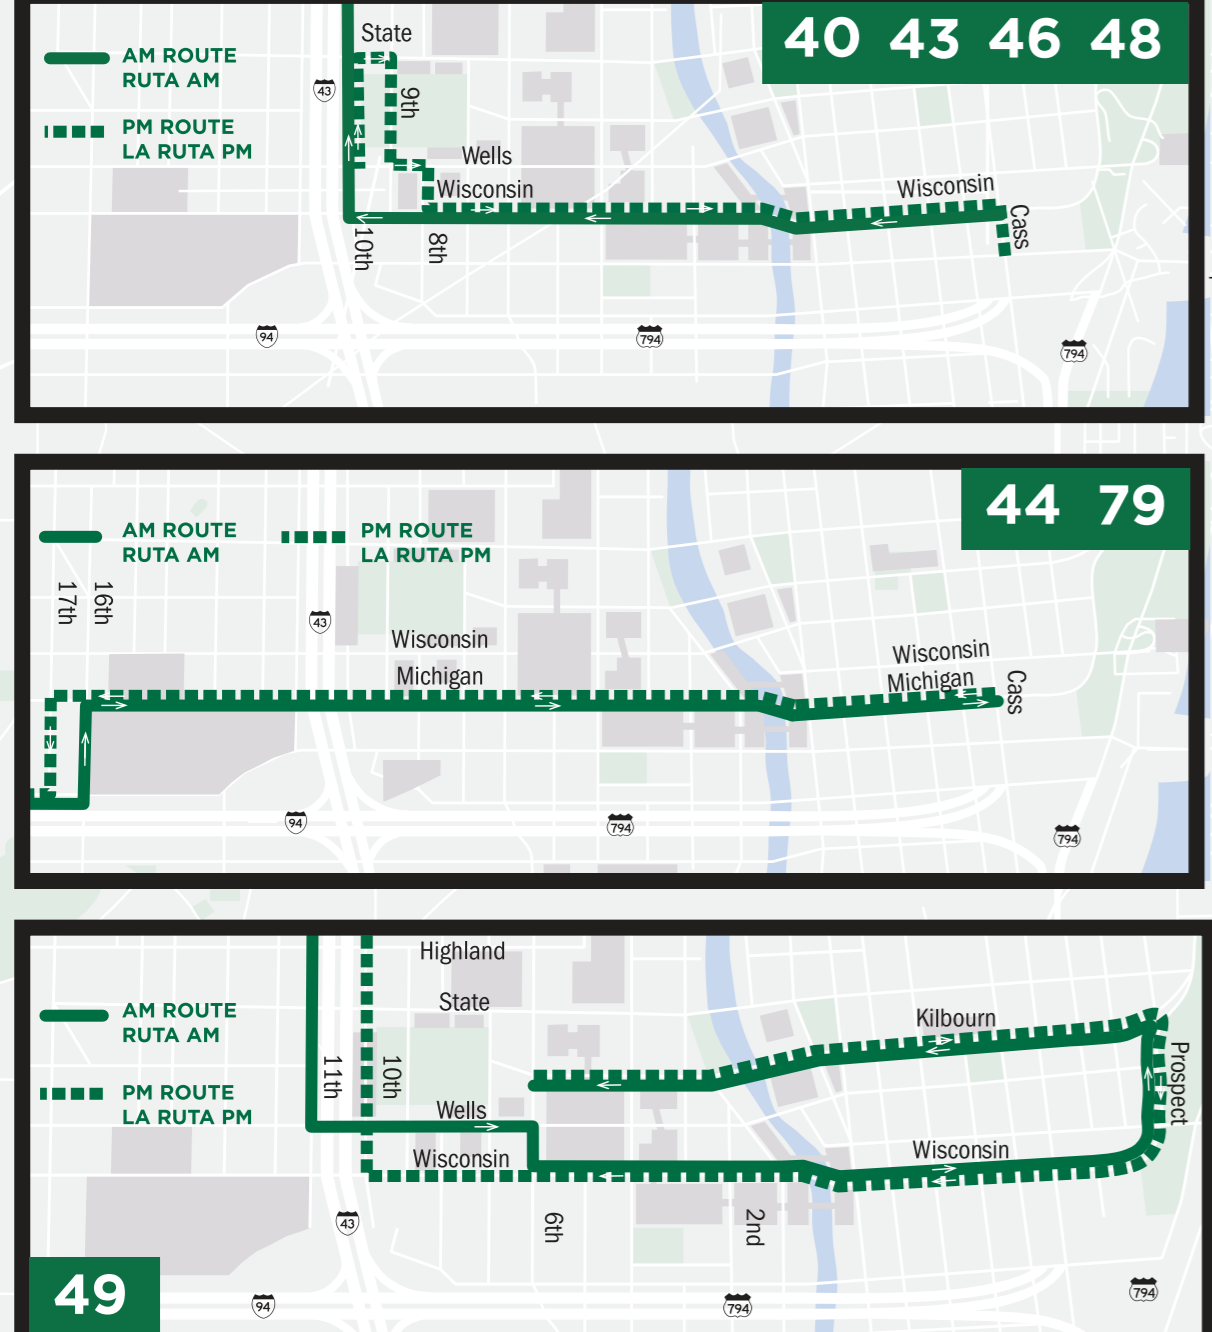 40 43 46 48
AM ROUTE
RUTA AM
PM ROUTE
LA RUTA PM
State
43
9th
Wells
Wisconsin
Wisconsin
Cass
10th
8th
94
794
794
44 79
AM ROUTE
RUTA AM
PM ROUTE
LA RUTA PM
17th
16th
43
Wisconsin
Michigan
Wisconsin
Michigan
Cass
94
794
794
Highland
State
AM ROUTE
RUTA AM
PM ROUTE
LA RUTA PM
11th
10th
Kilbourn
Prospect
Wells
Wisconsin
Wisconsin
6th
2nd
43
49
94
794
794